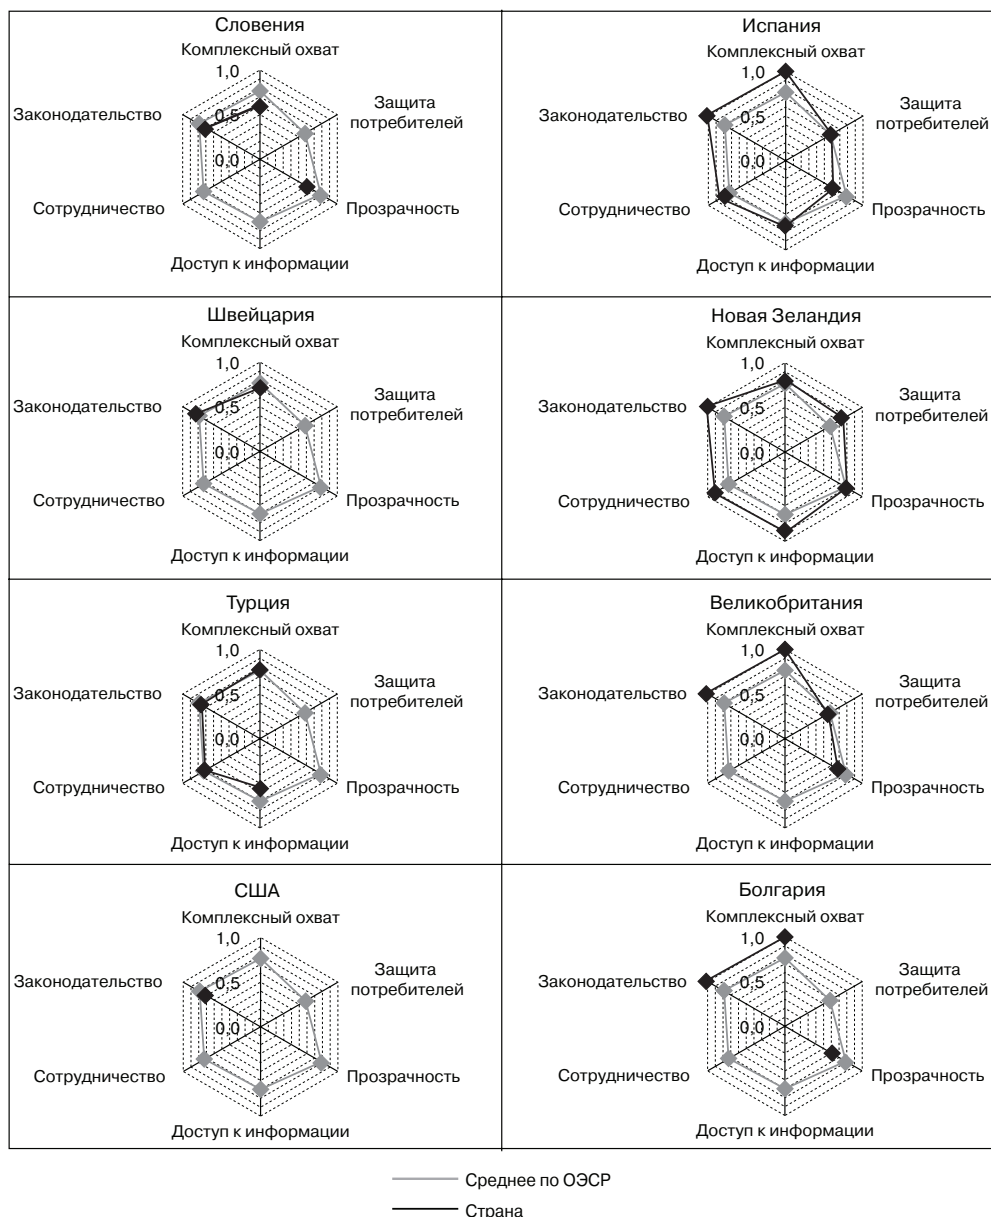 Словения
Комплексный охват
1,0
Законодательство
Защита
потребителей
0,5
0,0
Сотрудничество
Прозрачность
Доступ к информации
Испания
Комплексный охват
1,0
Законодательство
Защита
потребителей
0,5
0,0
Сотрудничество
Прозрачность
Доступ к информации
Швейцария
Комплексный охват
1,0
Законодательство
Защита
потребителей
0,5
0,0
Сотрудничество
Прозрачность
Доступ к информации
Новая Зеландия
Комплексный охват
1,0
Законодательство
Защита
потребителей
0,5
0,0
Сотрудничество
Прозрачность
Доступ к информации
Турция
Комплексный охват
1,0
Законодательство
Защита
потребителей
0,5
0,0
Сотрудничество
Прозрачность
Доступ к информации
Великобритания
Комплексный охват
1,0
Законодательство
Защита
потребителей
0,5
0,0
Сотрудничество
Прозрачность
Доступ к информации
США
Комплексный охват
1,0
Законодательство
Защита
потребителей
0,5
0,0
Сотрудничество
Прозрачность
Доступ к информации
Болгария
Комплексный охват
1,0
Законодательство
Защита
потребителей
0,5
0,0
Сотрудничество
Прозрачность
Доступ к информации
Среднее по ОЭСР
Страна